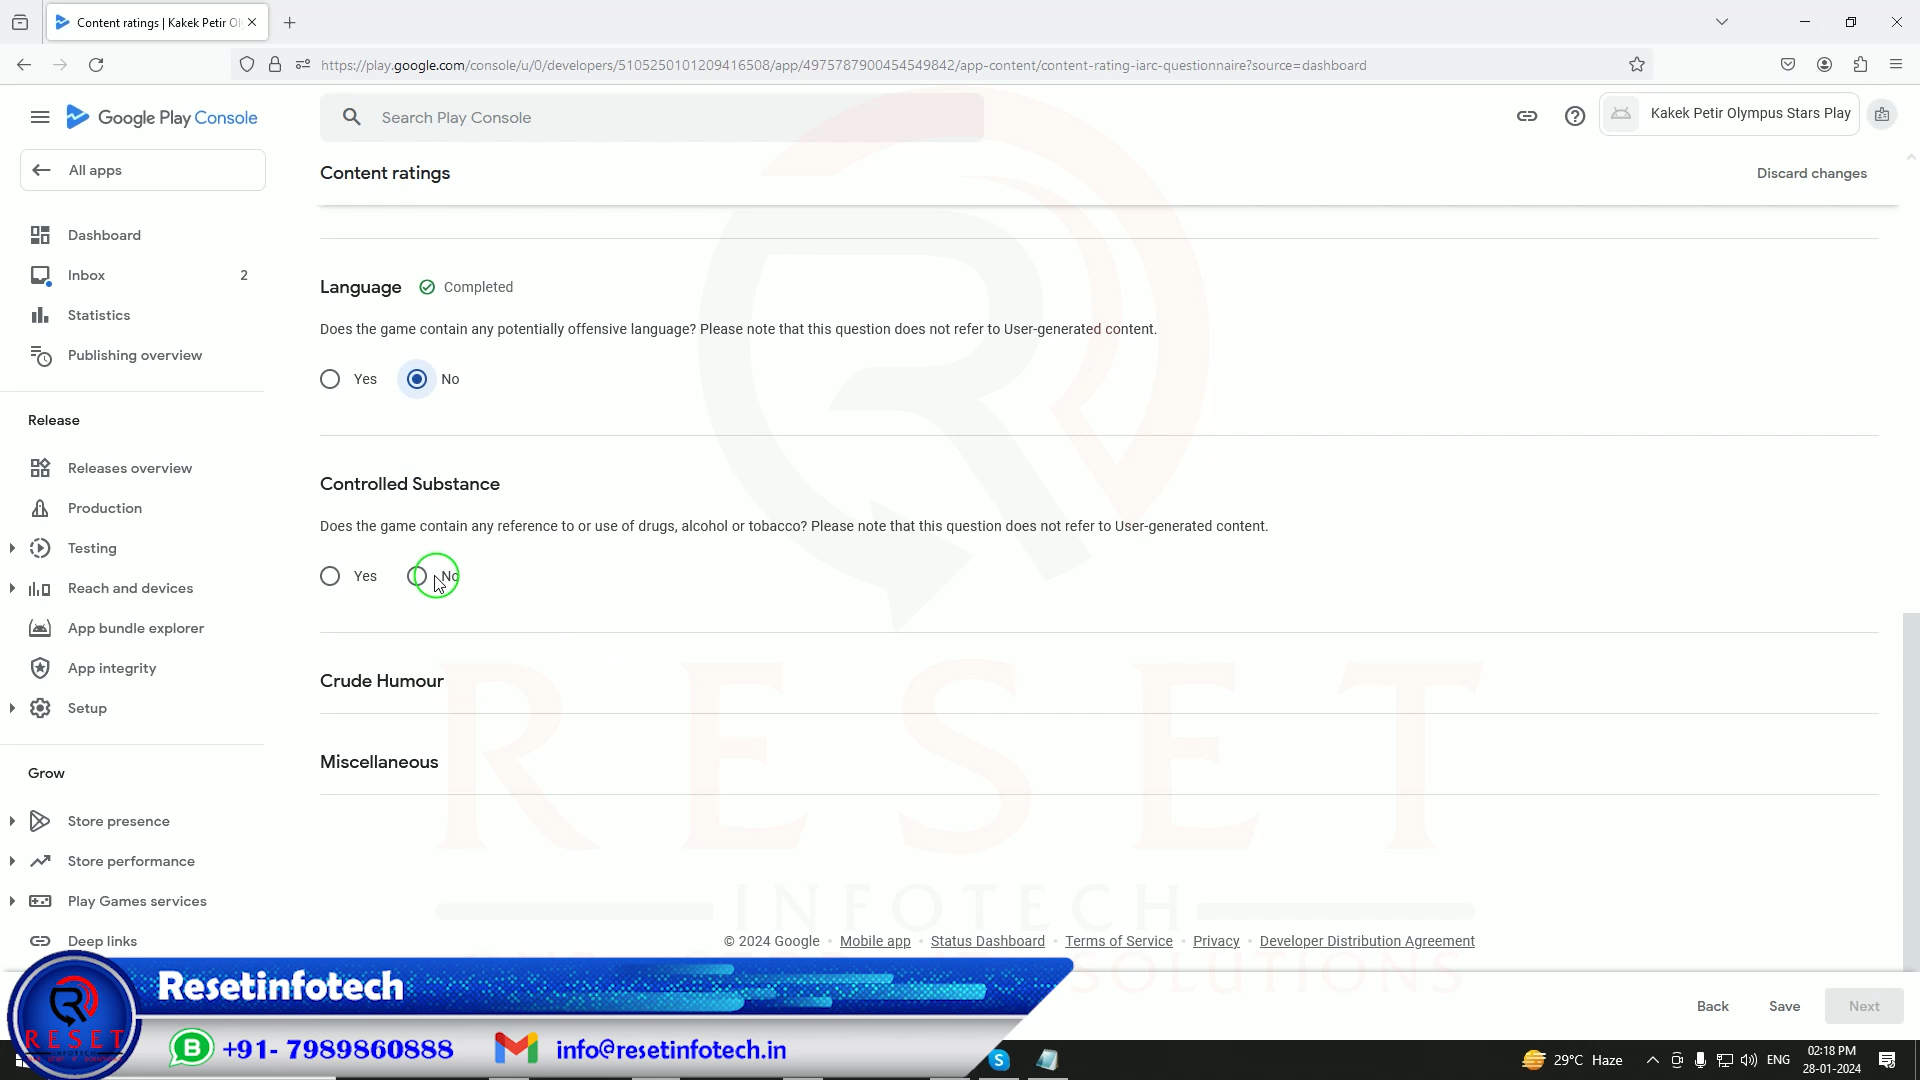 Content ratings | Kakek Petir Ol
https://play.google.com/console/u/0/developers/5105250101209416508/app/4975787900454549842/app-content/content-rating-iarc-questionnaire?source=dashboard
Google Play Console
Search Play Console
Kakek Petir Olympus Stars Play
All apps
Content ratings
Discard changes
Dashboard
Inbox
2
Statistics
Publishing overview
Release
Releases overview
Production
Testing
Reach and devices
App bundle explorer
App integrity
Setup
Grow
Store presence
Store performance
Play Games services
Deep links
Language
Completed
Does the game contain any potentially offensive language? Please note that this question does not refer to User-generated content.
Yes
No
Controlled Substance
Does the game contain any reference to or use of drugs, alcohol or tobacco? Please note that this question does not refer to User-generated content.
Yes
No
Crude Humour
Miscellaneous
RESET
INFOTECH
SOLUTIONS
© 2024 Google · Mobile app · Status Dashboard · Terms of Service · Privacy · Developer Distribution Agreement
Back
Save
Next
Resetinfotech
RESET
+91- 7989860888
info@resetinfotech.in
29°C Haze
ENG
02:18 PM
28-01-2024